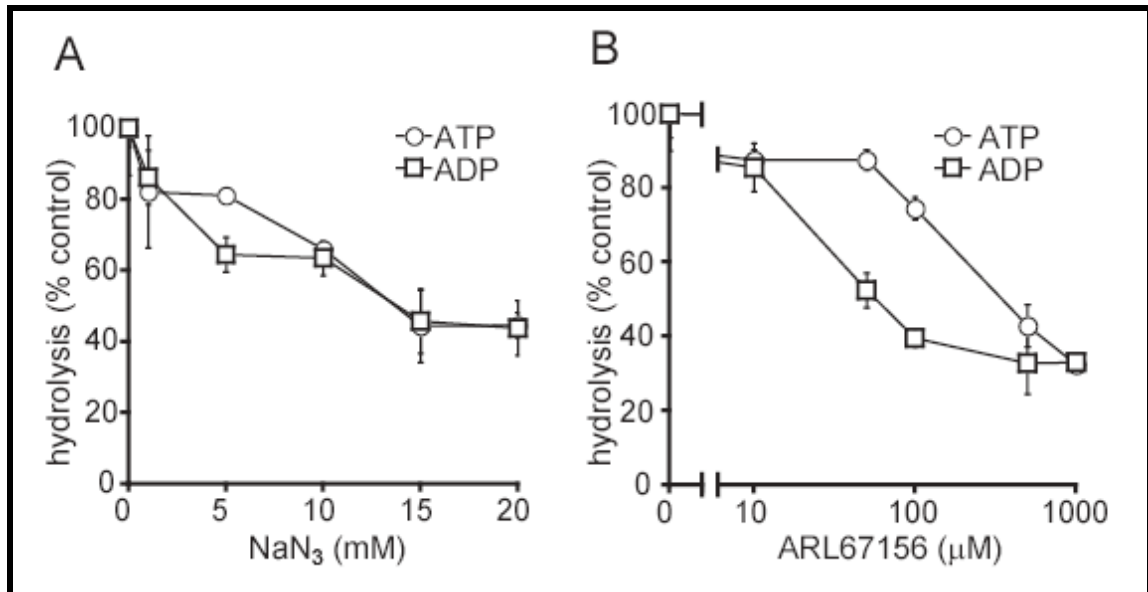 A
hydrolysis (% control)
100
80
60
40
20
0
ATP
ADP
0 5 10 15 20
NaN₃ (mM)
B
hydrolysis (% control)
100
80
60
40
20
0
ATP
ADP
0 10 100 1000
ARL67156 (μM)